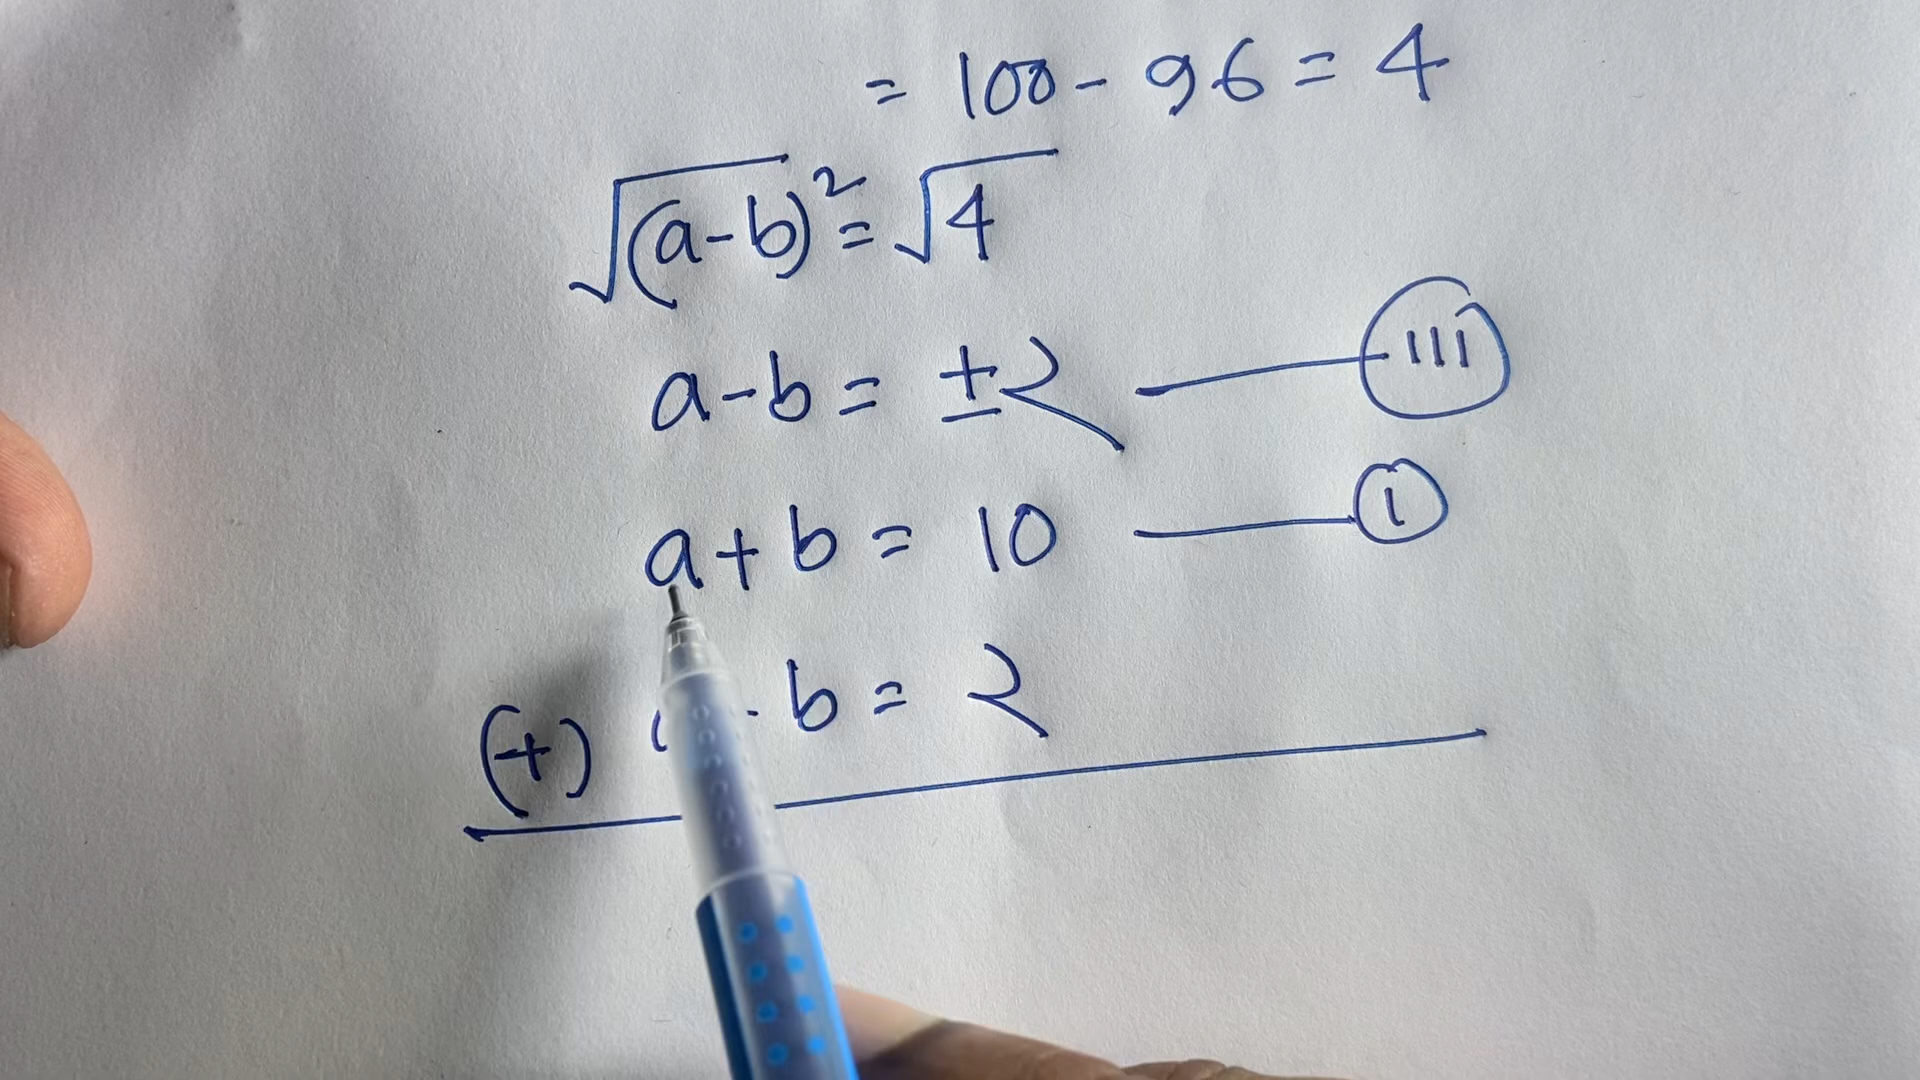 = 100 - 96 = 4
√(a-b)² = √4
a-b = ±2 — III
a+b = 10 — I
(+) - b = 2